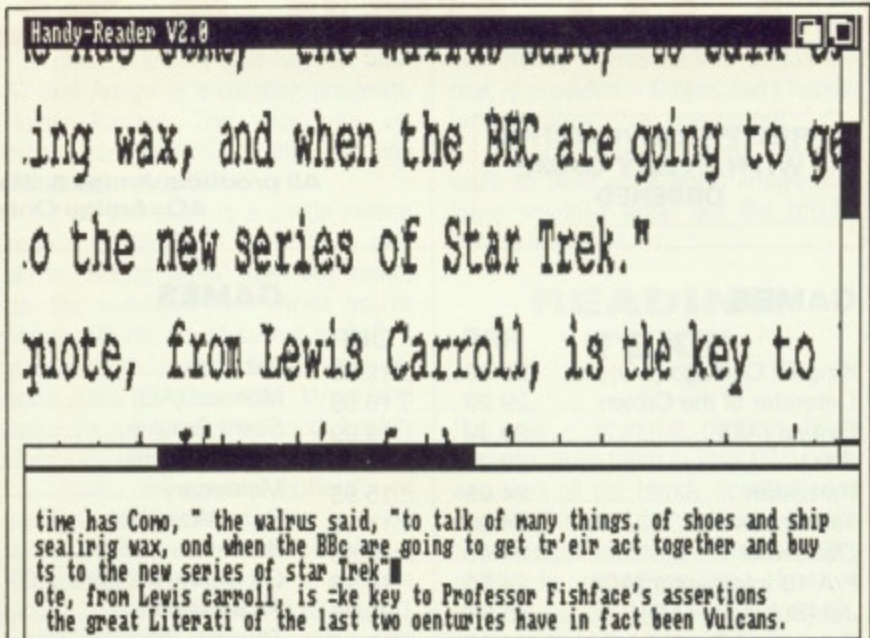 Handy-Reader V2.0
ing wax, and when the BBC are going to ge
o the new series of Star Trek."
quote, from Lewis Carroll, is the key to
time has Como, " the walrus said, "to talk of many things. of shoes and ship
sealirig wax, ond when the BBc are going to get tr'eir act together and buy
ts to the new series of star Trek"
ote, from Lewis carroll, is =ke key to Professor Fishface's assertions
the great Literati of the last two oenturies have in fact been Vulcans.